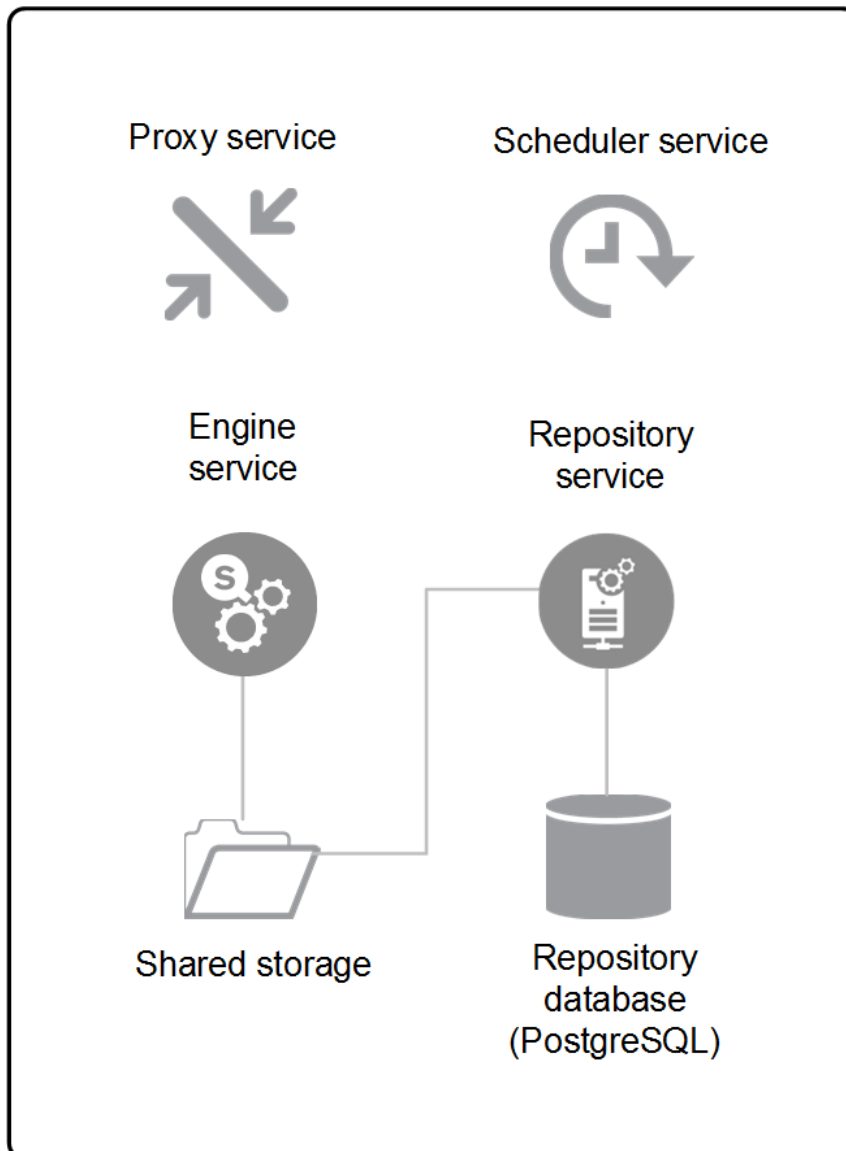 Proxy service
Scheduler service
Engine
service
Repository
service
S
Shared storage
Repository
database
(PostgreSQL)